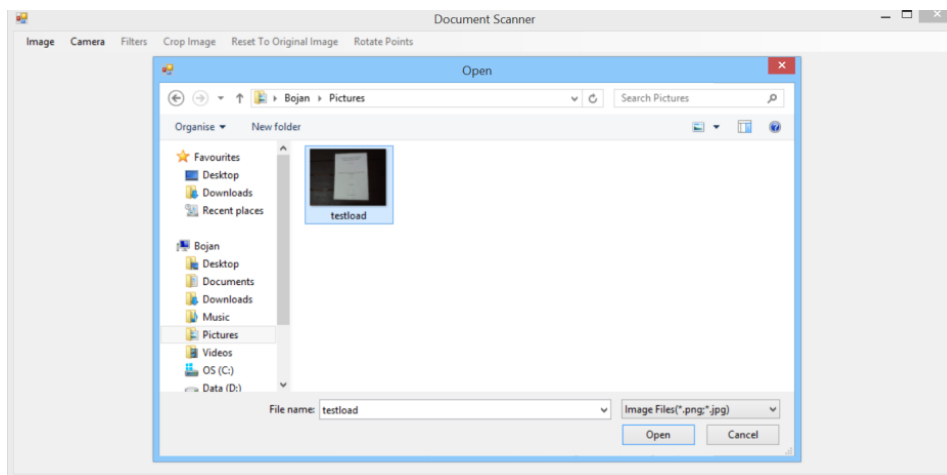 Document Scanner
Image Camera Filters Crop Image Reset To Original Image Rotate Points
Open
Bojan Pictures
Search Pictures
Organise New folder
Favourites
Desktop
Downloads
Recent places
testload
Bojan
Desktop
Documents
Downloads
Music
Pictures
Videos
OS (C:)
Data (D:)
File name: testload
Image Files(*.png;*.jpg)
Open Cancel